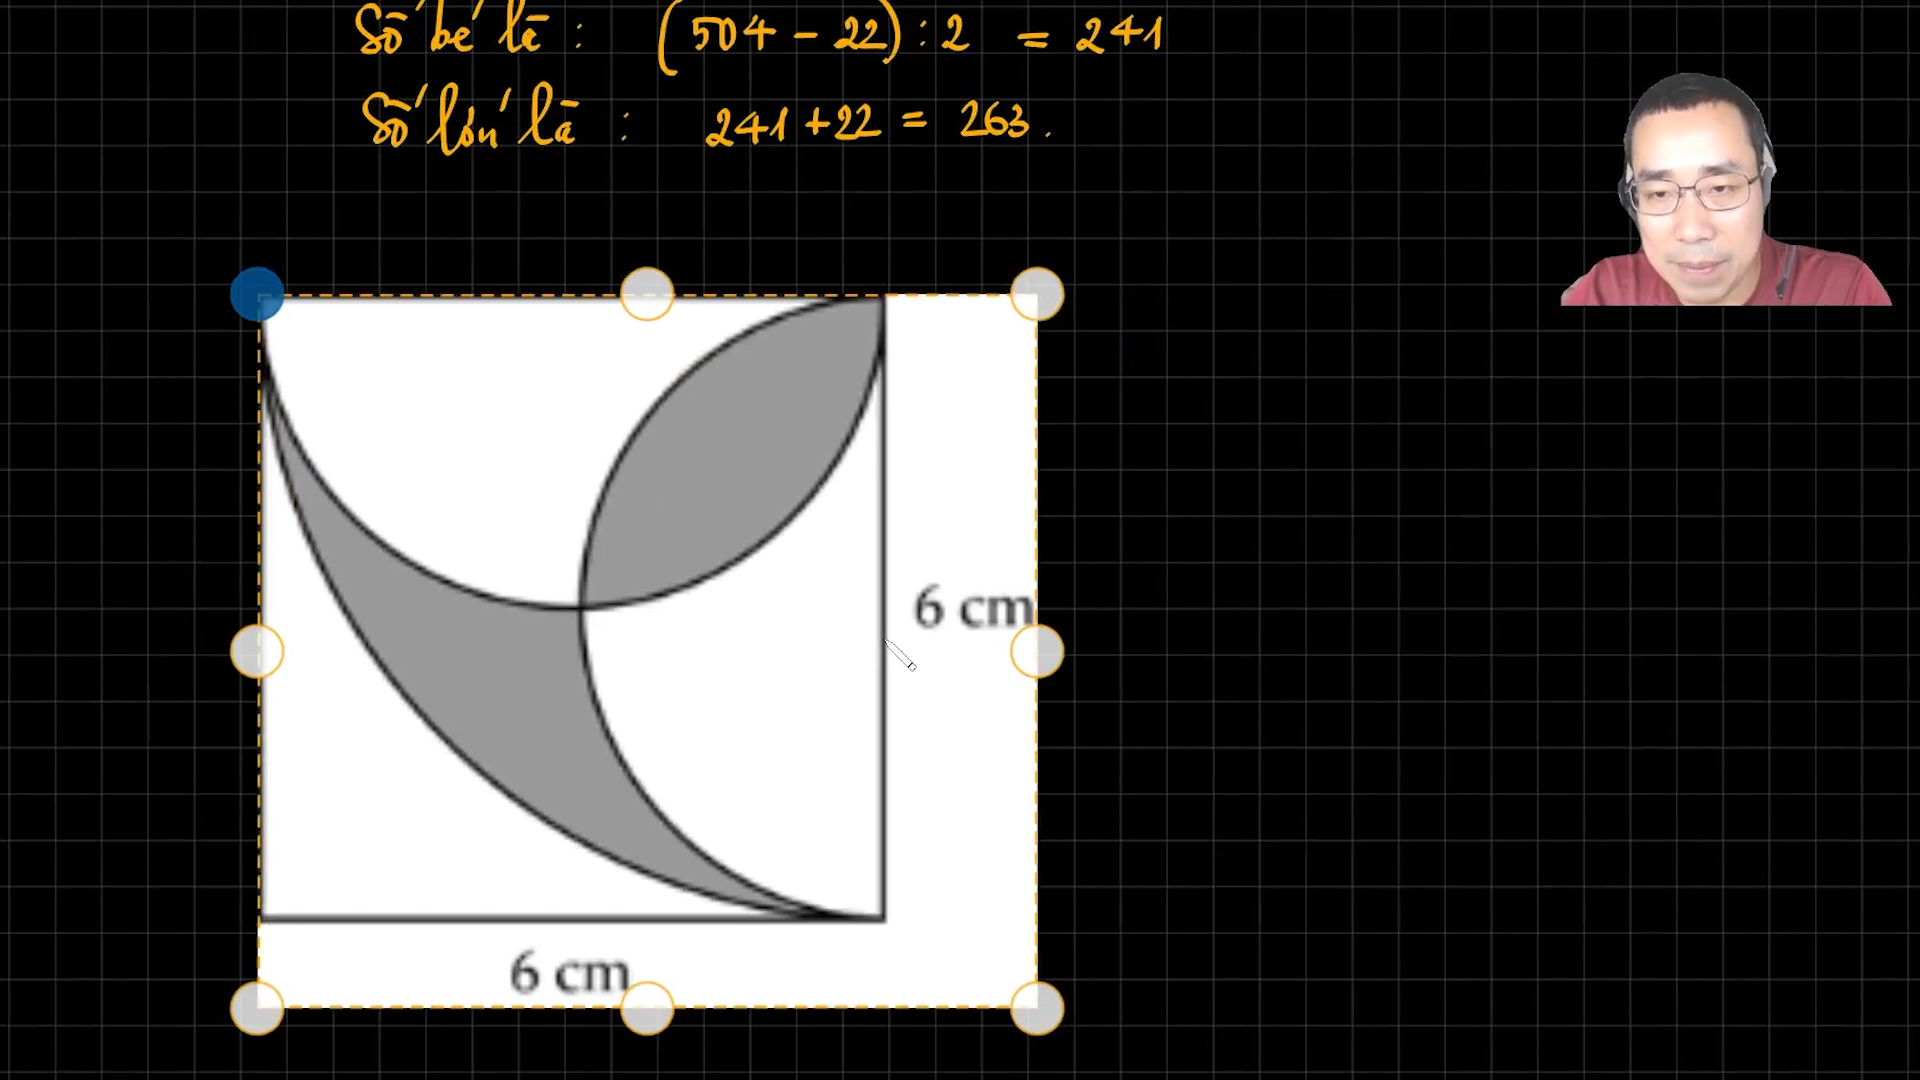 Số bé là : (504 - 22) : 2 = 241
Số lớn là : 241 + 22 = 263.
6 cm
6 cm